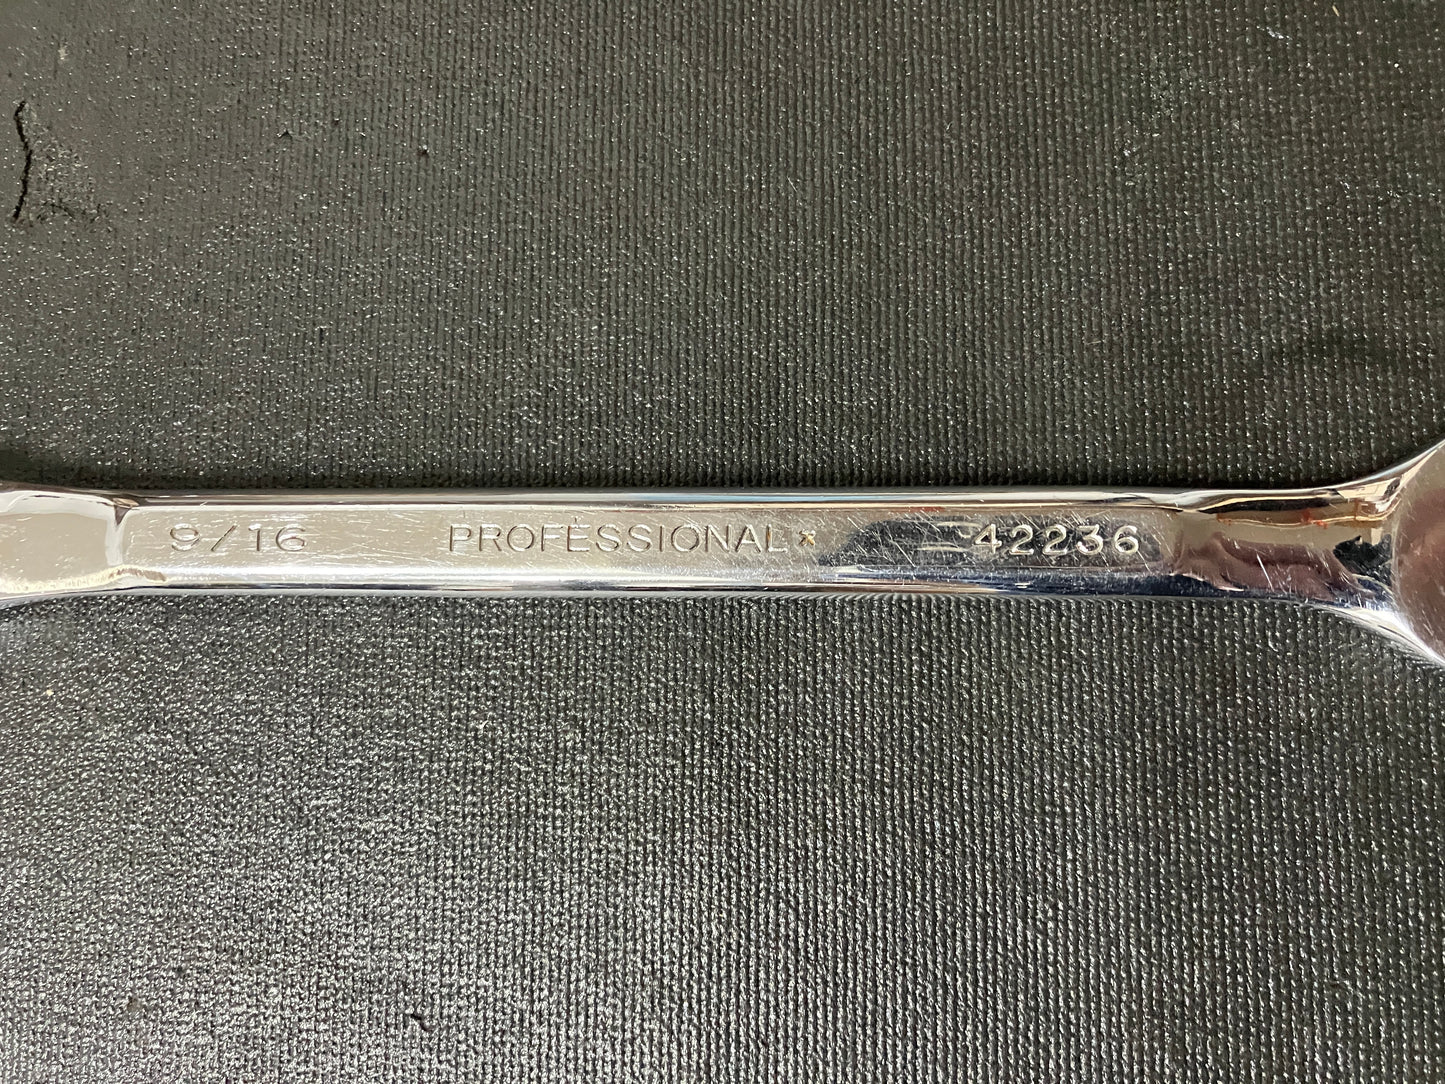 9/16 PROFESSIONAL = 42236